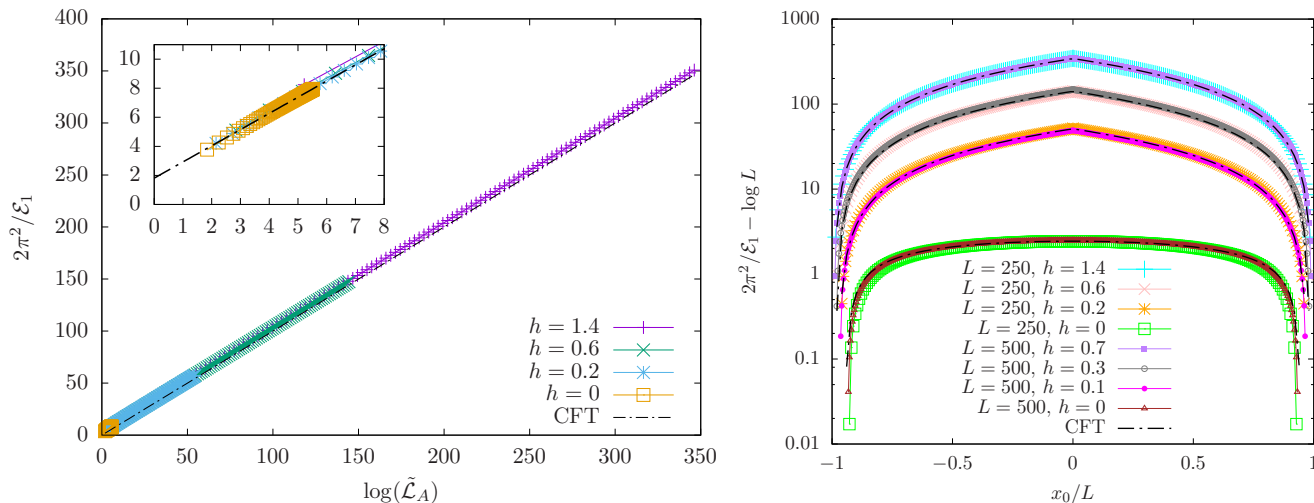 400
350
300
250
200
150
100
50
0
2π²/ℰ₁
10
8
6
4
2
0
0 1 2 3 4 5 6 7 8
h = 1.4
h = 0.6
h = 0.2
h = 0
CFT
0 50 100 150 200 250 300 350
log(ℒ̃_A)
1000
100
10
1
0.1
0.01
2π²/ℰ₁ − log L
L = 250, h = 1.4
L = 250, h = 0.6
L = 250, h = 0.2
L = 250, h = 0
L = 500, h = 0.7
L = 500, h = 0.3
L = 500, h = 0.1
L = 500, h = 0
CFT
−1 −0.5 0 0.5 1
x₀/L